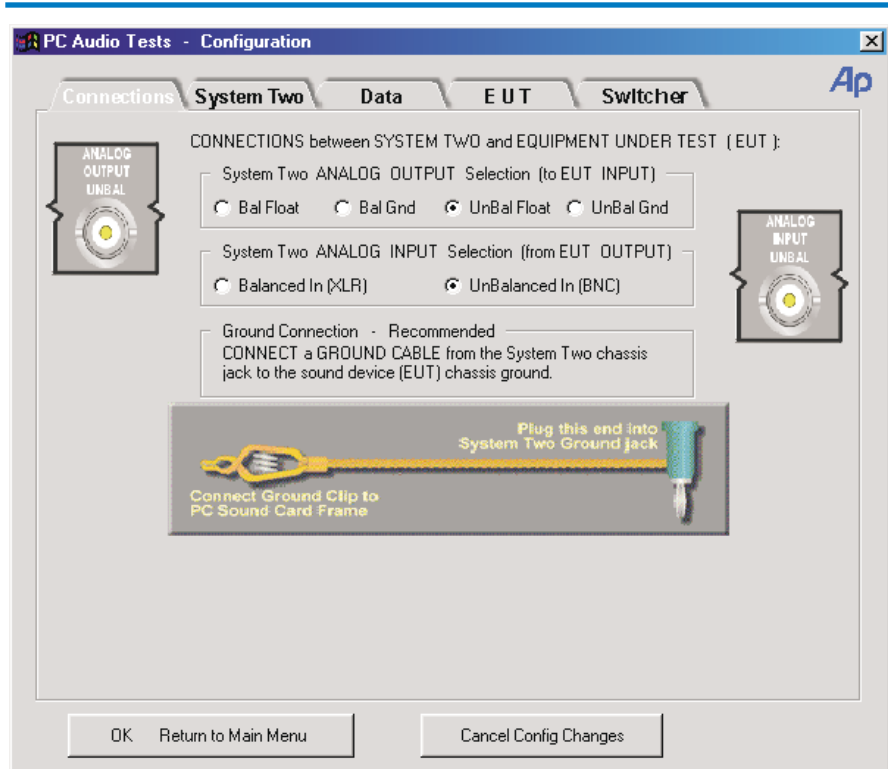 PC Audio Tests - Configuration
Ap
Connections System Two Data E U T Switcher
CONNECTIONS between SYSTEM TWO and EQUIPMENT UNDER TEST ( EUT ):
ANALOG
OUTPUT
UNBAL
System Two ANALOG OUTPUT Selection (to EUT INPUT)
Bal Float Bal Gnd UnBal Float UnBal Gnd
System Two ANALOG INPUT Selection (from EUT OUTPUT)
Balanced In (XLR) UnBalanced In (BNC)
ANALOG
INPUT
UNBAL
Ground Connection - Recommended
CONNECT a GROUND CABLE from the System Two chassis
jack to the sound device (EUT) chassis ground.
Plug this end into
System Two Ground jack
Connect Ground Clip to
PC Sound Card Frame
OK Return to Main Menu
Cancel Config Changes